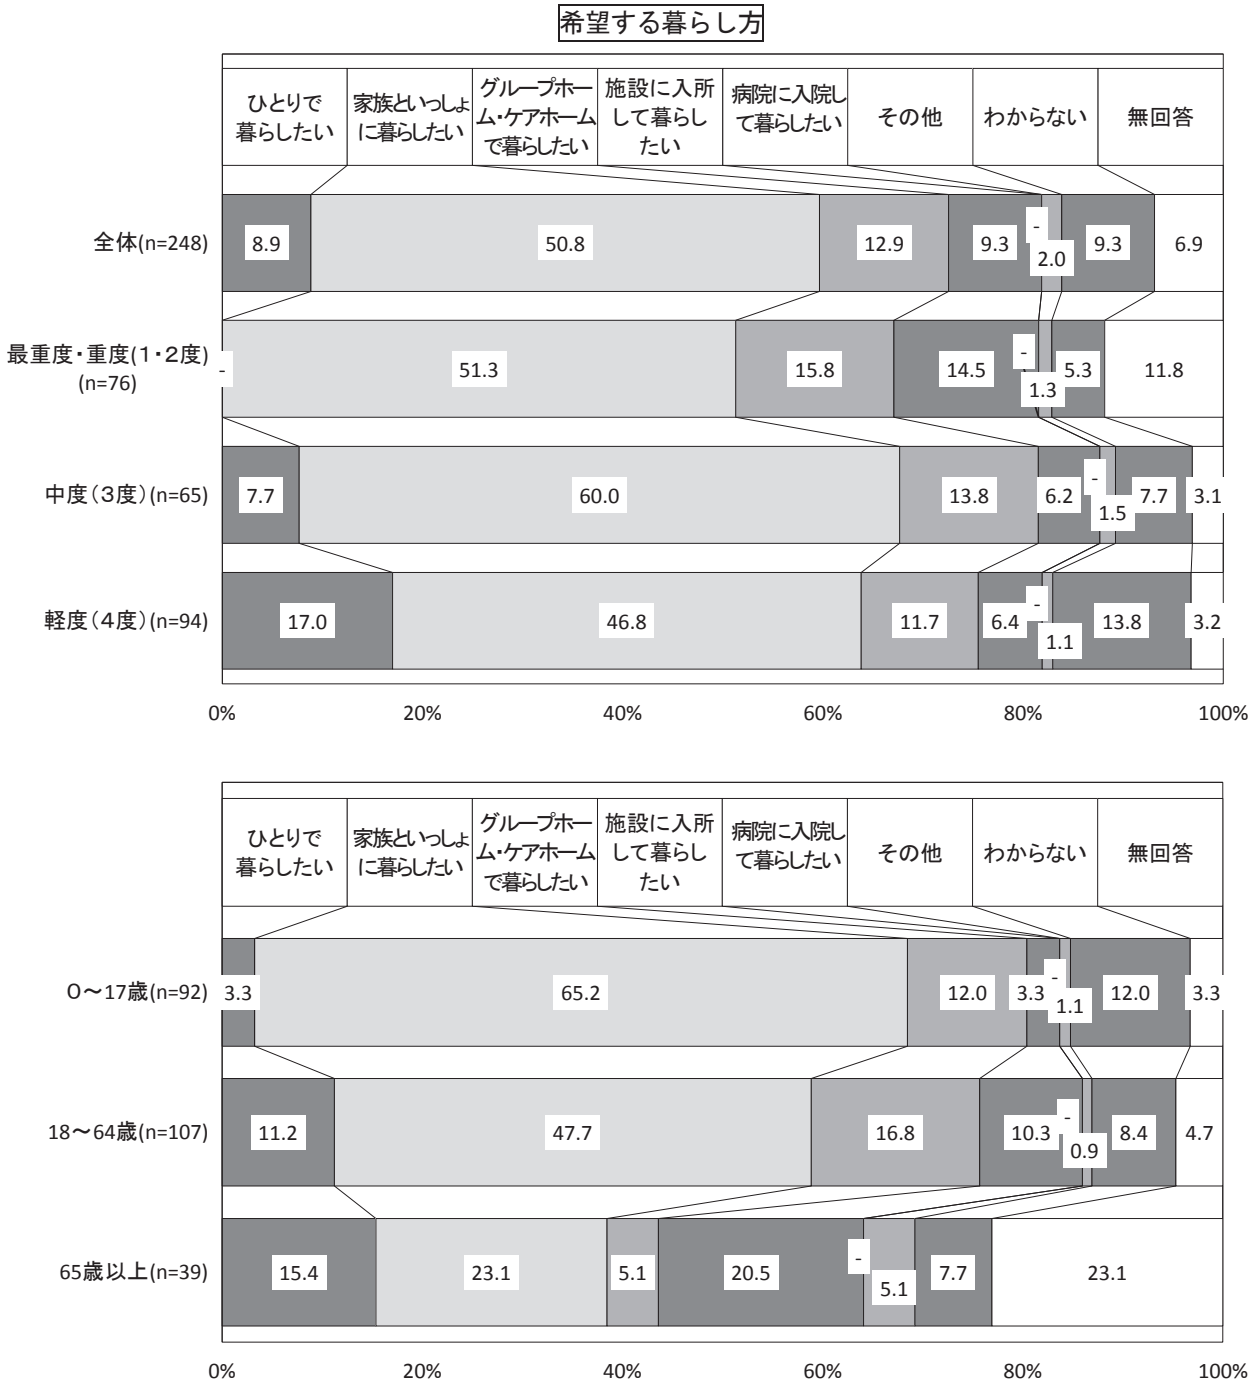 希望する暮らし方
ひとりで
暮らしたい
家族といっしょ
に暮らしたい
グループホー
ム・ケアホーム
で暮らしたい
施設に入所
して暮らし
たい
病院に入院し
て暮らしたい
その他
わからない
無回答
全体(n=248)
8.9
50.8
12.9
9.3
-
2.0
9.3
6.9
最重度・重度(1・2度)
(n=76)
-
51.3
15.8
14.5
-
1.3
5.3
11.8
中度(3度)(n=65)
7.7
60.0
13.8
6.2
-
1.5
7.7
3.1
軽度(4度)(n=94)
17.0
46.8
11.7
6.4
-
1.1
13.8
3.2
0%
20%
40%
60%
80%
100%
ひとりで
暮らしたい
家族といっしょ
に暮らしたい
グループホー
ム・ケアホーム
で暮らしたい
施設に入所
して暮らし
たい
病院に入院し
て暮らしたい
その他
わからない
無回答
0~17歳(n=92)
3.3
65.2
12.0
3.3
-
1.1
12.0
3.3
18~64歳(n=107)
11.2
47.7
16.8
10.3
-
0.9
8.4
4.7
65歳以上(n=39)
15.4
23.1
5.1
20.5
-
5.1
7.7
23.1
0%
20%
40%
60%
80%
100%